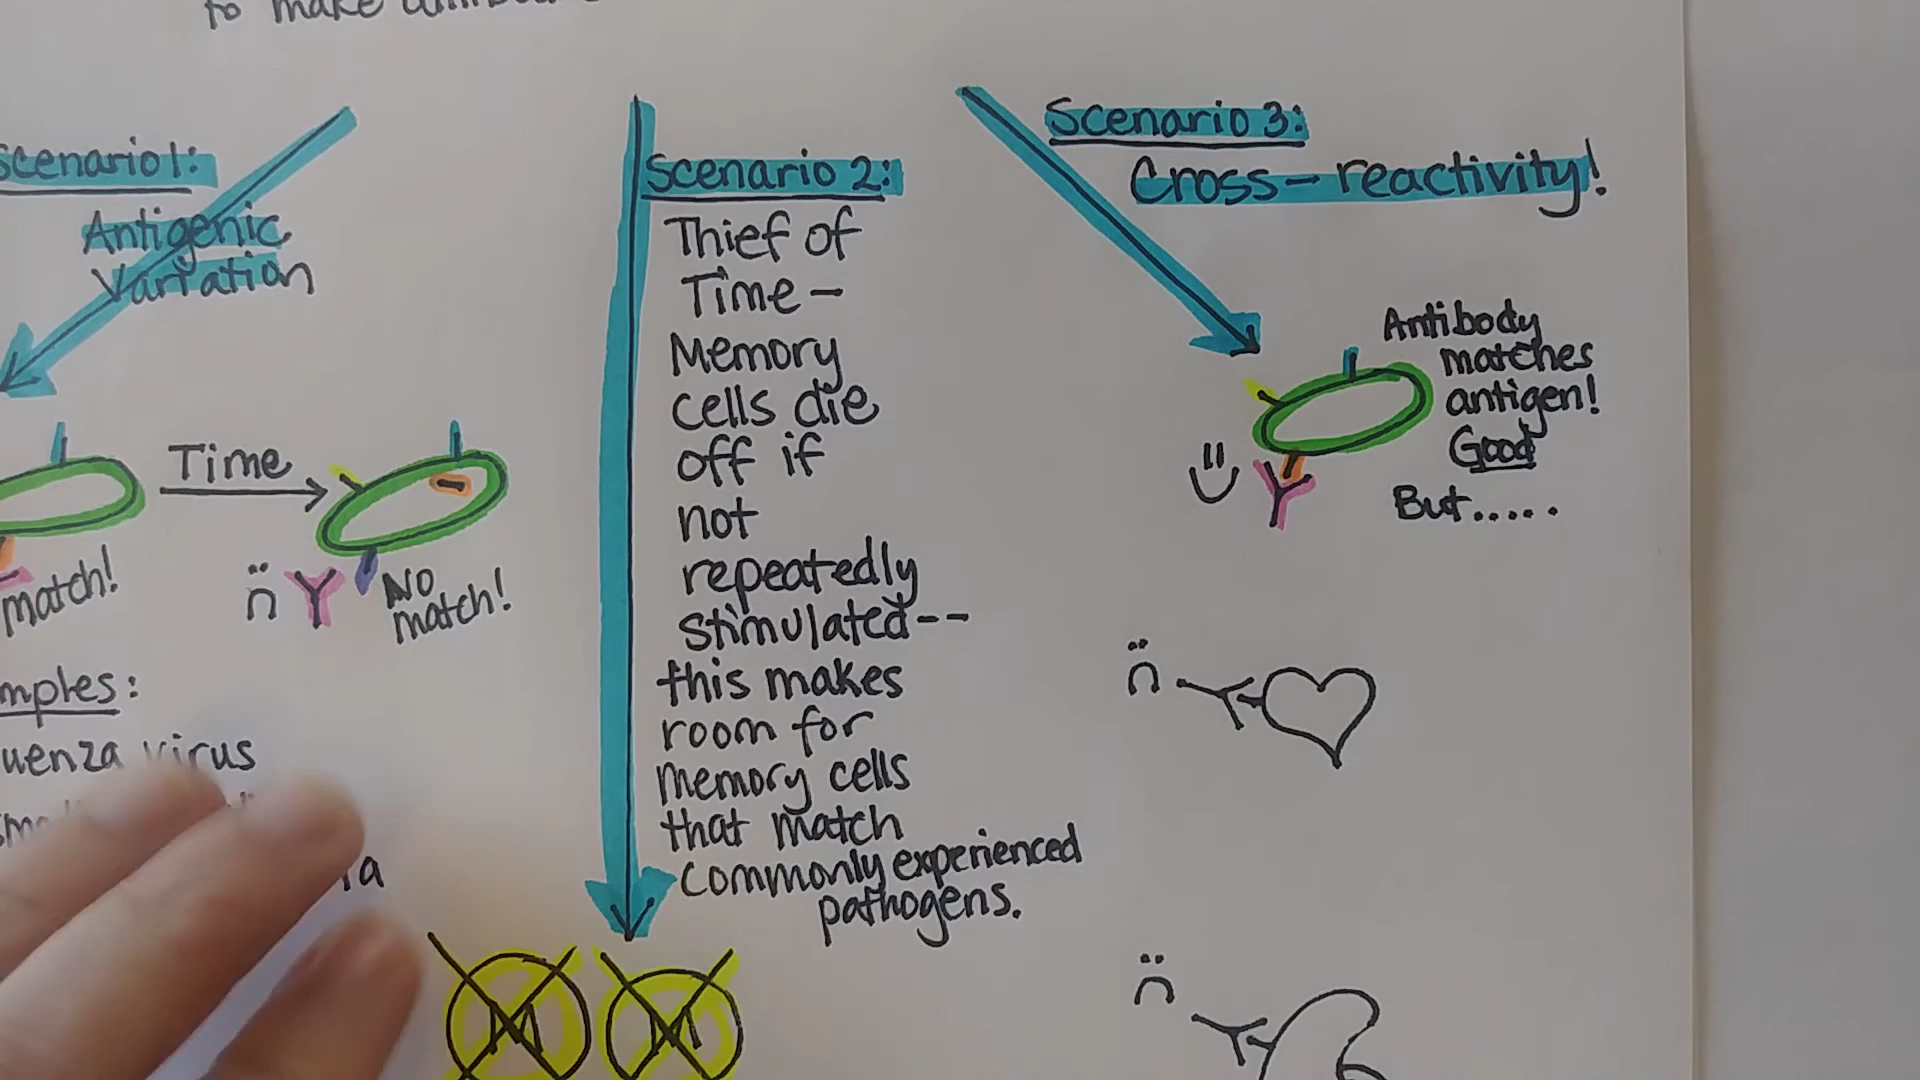 to make
Scenario 1:
Antigenic
Variation
Time
match!
Y
NO
match!
virus
Scenario 2:
Thief of
Time –
Memory
cells die
off if
not
repeatedly
stimulated--
this makes
room for
memory cells
that match
commonly experienced
pathogens.
M M
Scenario 3:
Cross-reactivity!
Antibody
matches
antigen!
Good
But.....